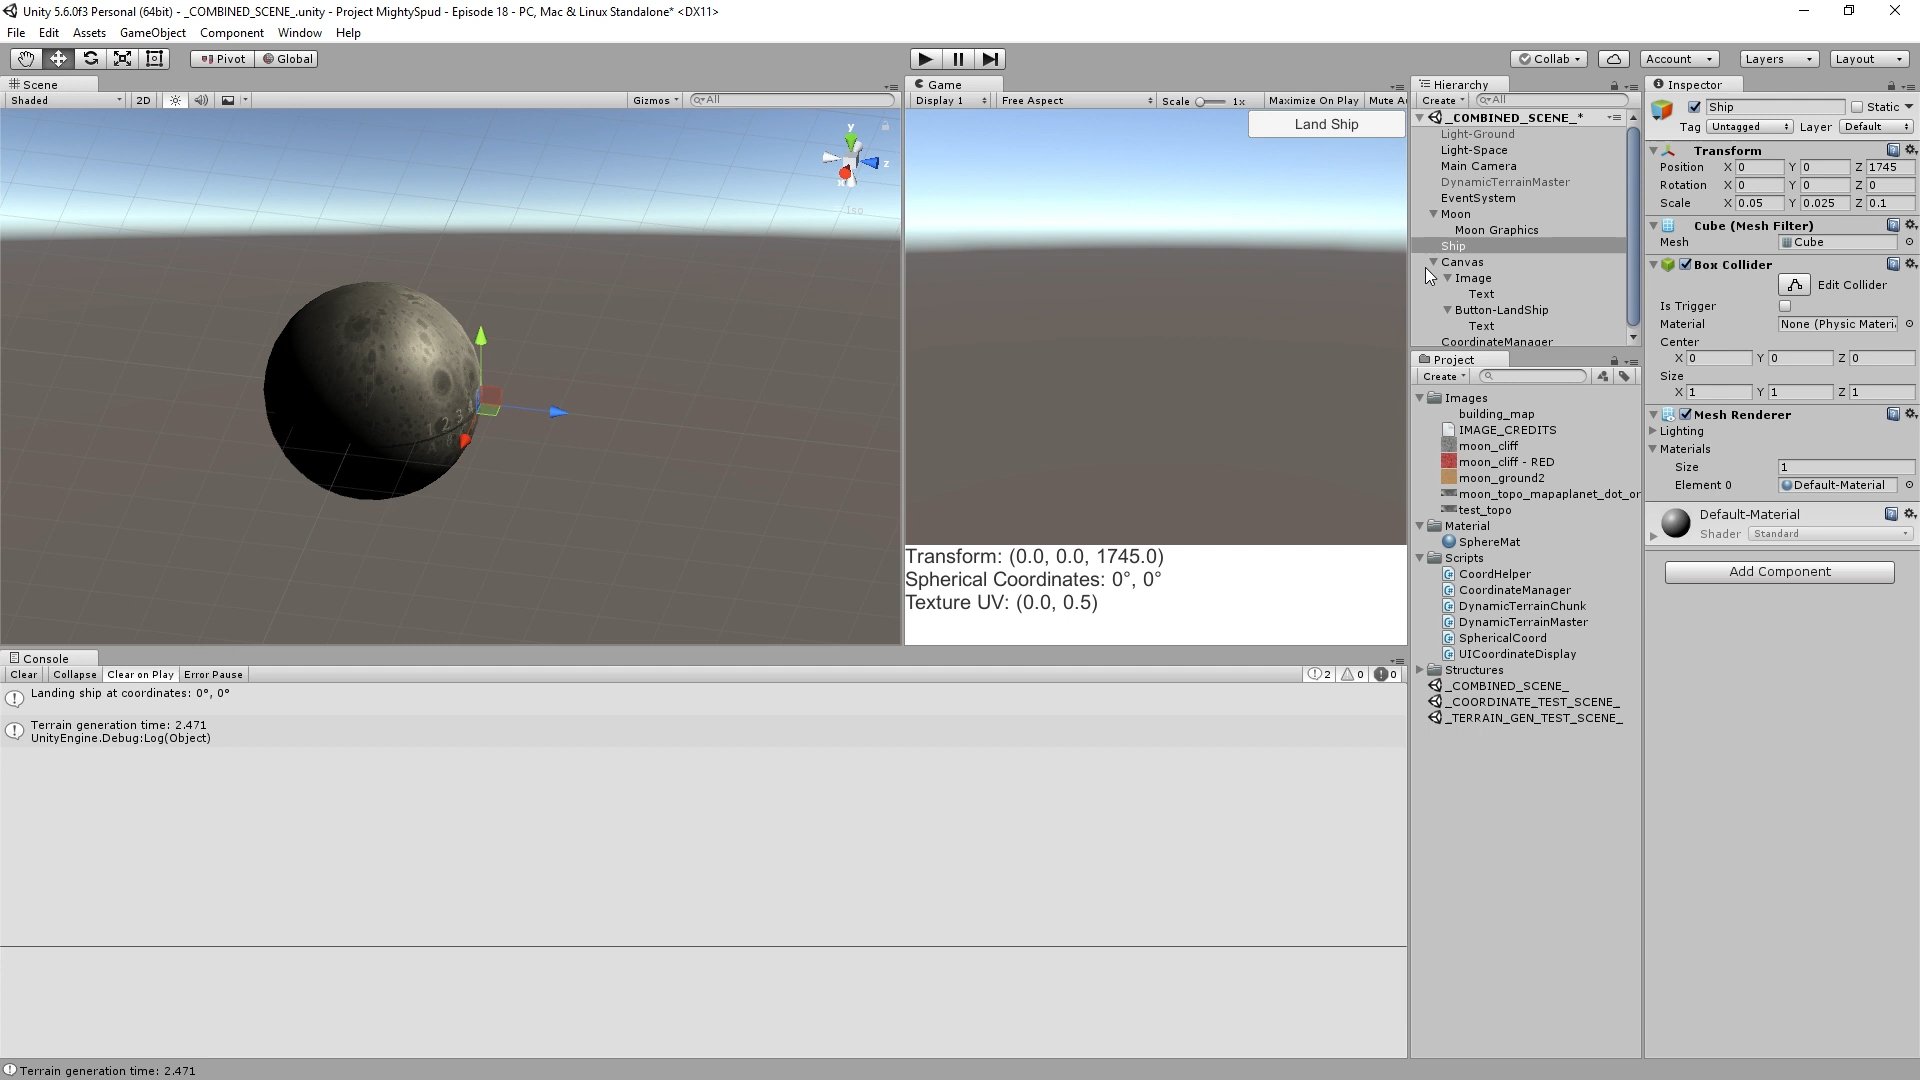 Unity 5.6.0f3 Personal (64bit) - _COMBINED_SCENE_.unity - Project MightySpud - Episode 18 - PC, Mac & Linux Standalone* <DX11>
File Edit Assets GameObject Component Window Help
Pivot Global Collab Account Layers Layout
Scene
Shaded 2D Gizmos All
y
z
x
Iso
Game
Display 1 Free Aspect Scale 1x Maximize On Play Mute Au
Land Ship
Transform: (0.0, 0.0, 1745.0)
Spherical Coordinates: 0°, 0°
Texture UV: (0.0, 0.5)
Console
Clear Collapse Clear on Play Error Pause 2 0 0
Landing ship at coordinates: 0°, 0°
Terrain generation time: 2.471
UnityEngine.Debug:Log(Object)
Terrain generation time: 2.471
Hierarchy
Create All
_COMBINED_SCENE_*
Light-Ground
Light-Space
Main Camera
DynamicTerrainMaster
EventSystem
Moon
Moon Graphics
Ship
Canvas
Image
Text
Button-LandShip
Text
CoordinateManager
Project
Create
Images
building_map
IMAGE_CREDITS
moon_cliff
moon_cliff - RED
moon_ground2
moon_topo_mapaplanet_dot_or
test_topo
Material
SphereMat
Scripts
CoordHelper
CoordinateManager
DynamicTerrainChunk
DynamicTerrainMaster
SphericalCoord
UICoordinateDisplay
Structures
_COMBINED_SCENE_
_COORDINATE_TEST_SCENE_
_TERRAIN_GEN_TEST_SCENE_
Inspector
Ship Static
Tag Untagged Layer Default
Transform
Position X 0 Y 0 Z 1745
Rotation X 0 Y 0 Z 0
Scale X 0.05 Y 0.025 Z 0.1
Cube (Mesh Filter)
Mesh Cube
Box Collider
Edit Collider
Is Trigger
Material None (Physic Materi
Center
X 0 Y 0 Z 0
Size
X 1 Y 1 Z 1
Mesh Renderer
Lighting
Materials
Size 1
Element 0 Default-Material
Default-Material
Shader Standard
Add Component